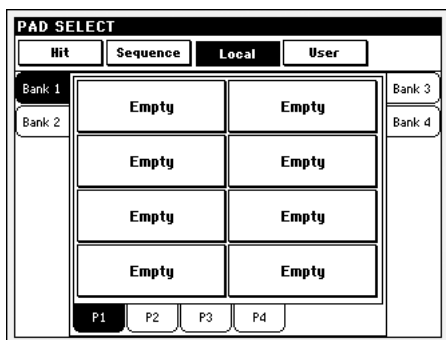 PAD SELECT
Hit Sequence Local User
Bank 1 Empty Empty Bank 3
Bank 2 Bank 4
Empty Empty
Empty Empty
Empty Empty
P1 P2 P3 P4